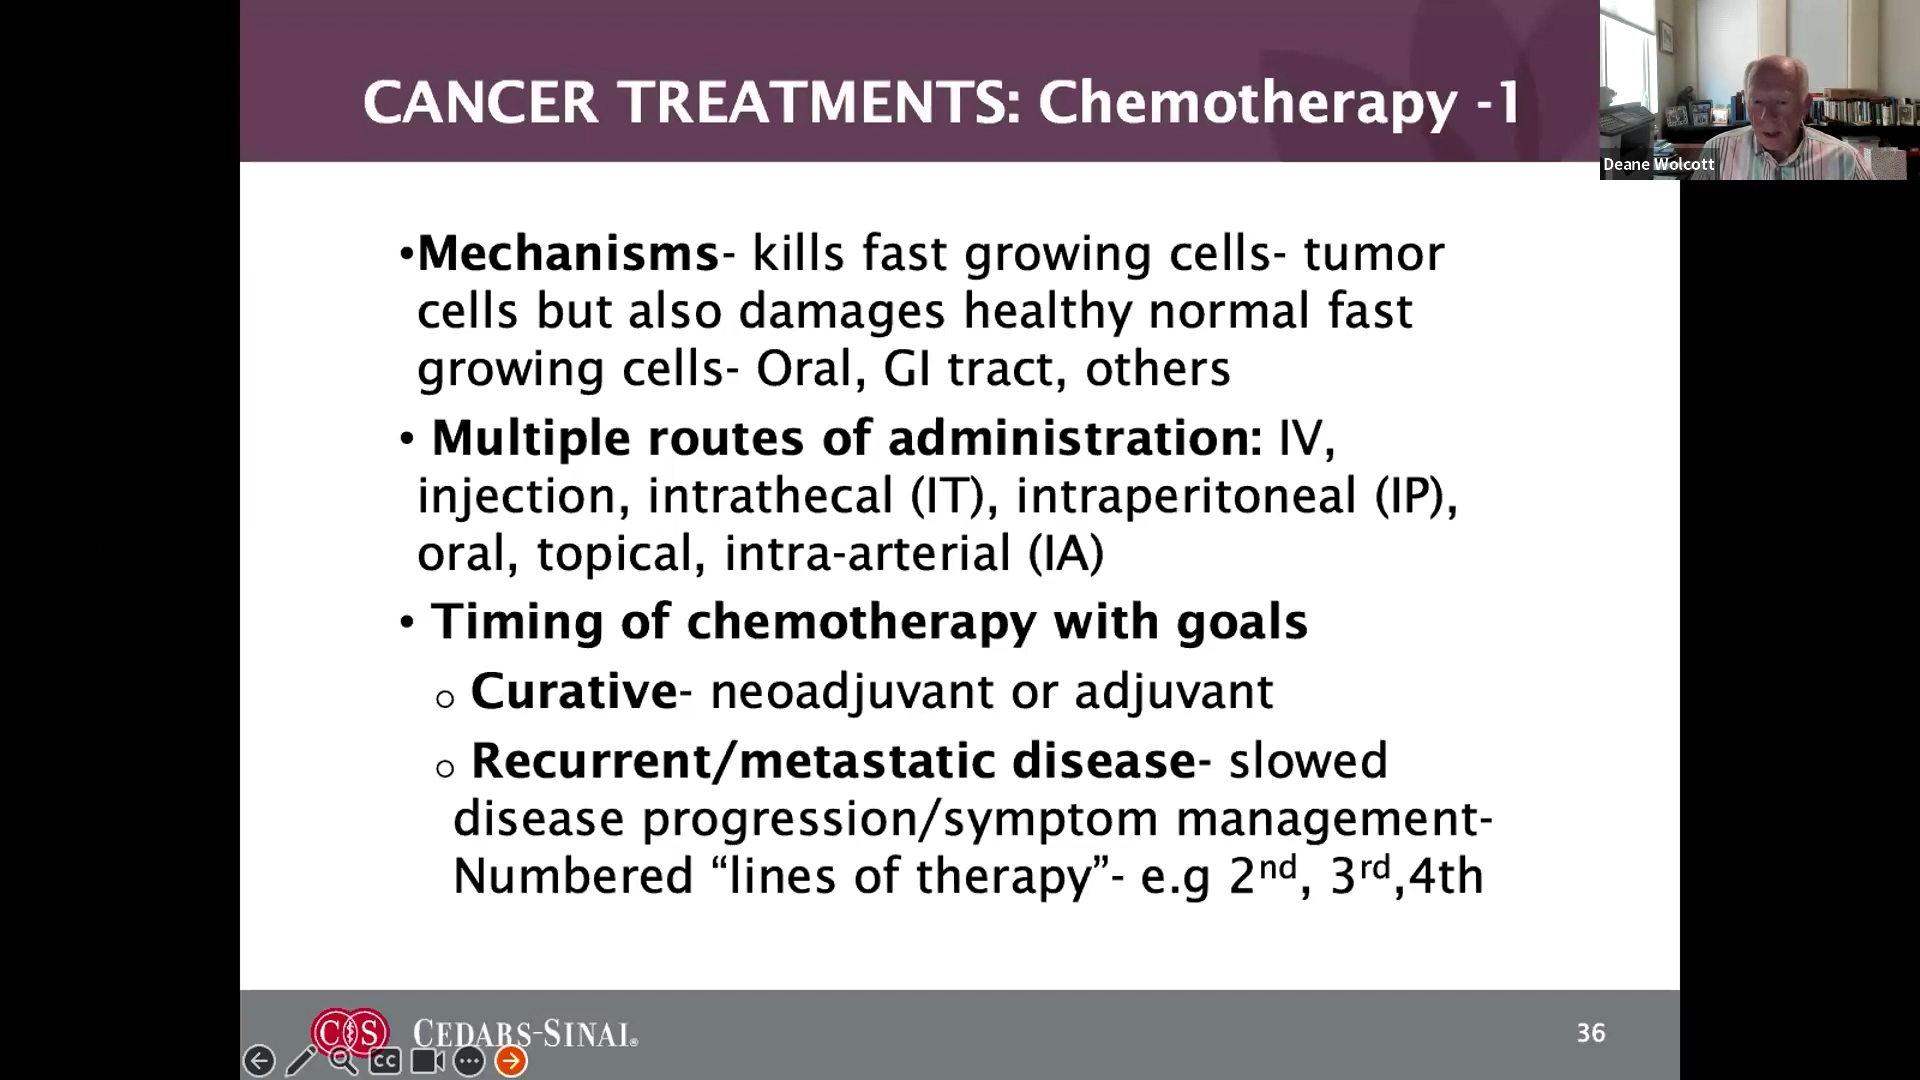 CANCER TREATMENTS: Chemotherapy -1
Deane Wolcott
•Mechanisms- kills fast growing cells- tumor
cells but also damages healthy normal fast
growing cells- Oral, GI tract, others
• Multiple routes of administration: IV,
injection, intrathecal (IT), intraperitoneal (IP),
oral, topical, intra-arterial (IA)
• Timing of chemotherapy with goals
○ Curative- neoadjuvant or adjuvant
○ Recurrent/metastatic disease- slowed
disease progression/symptom management-
Numbered “lines of therapy”- e.g 2nd, 3rd,4th
CS CEDARS-SINAI®
36
CC